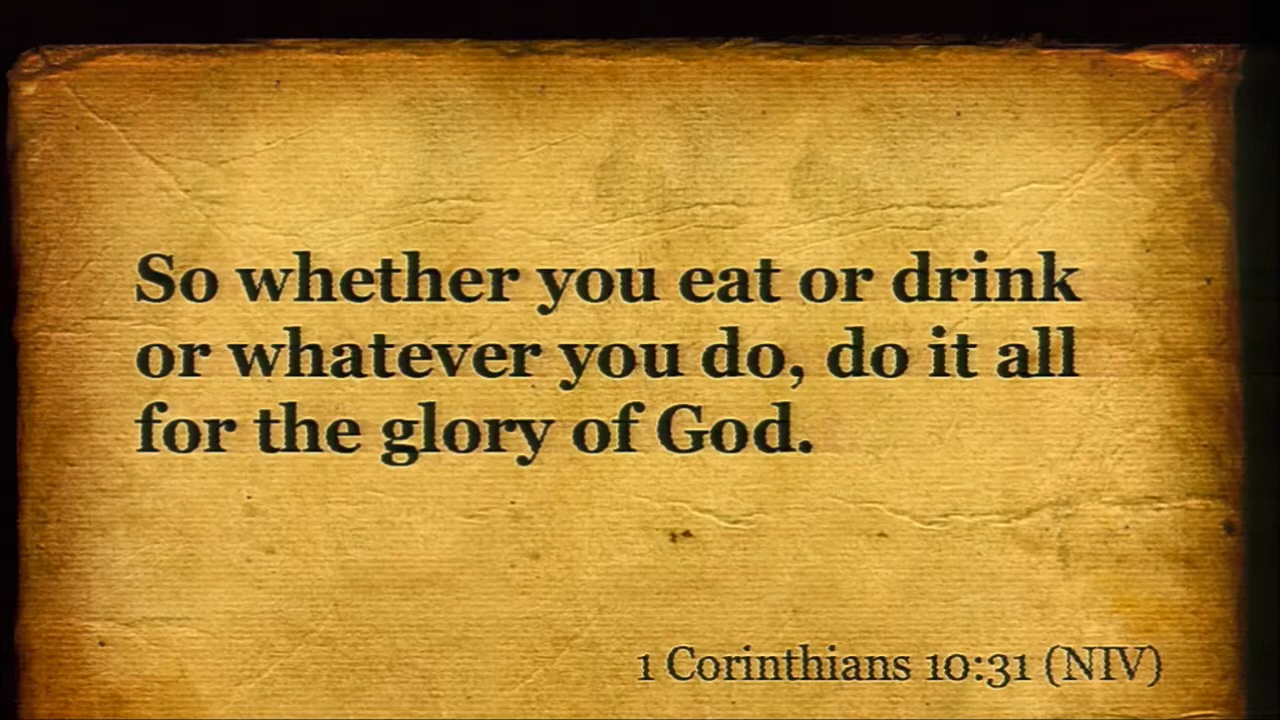 So whether you eat or drink
or whatever you do, do it all
for the glory of God.
1 Corinthians 10:31 (NIV)